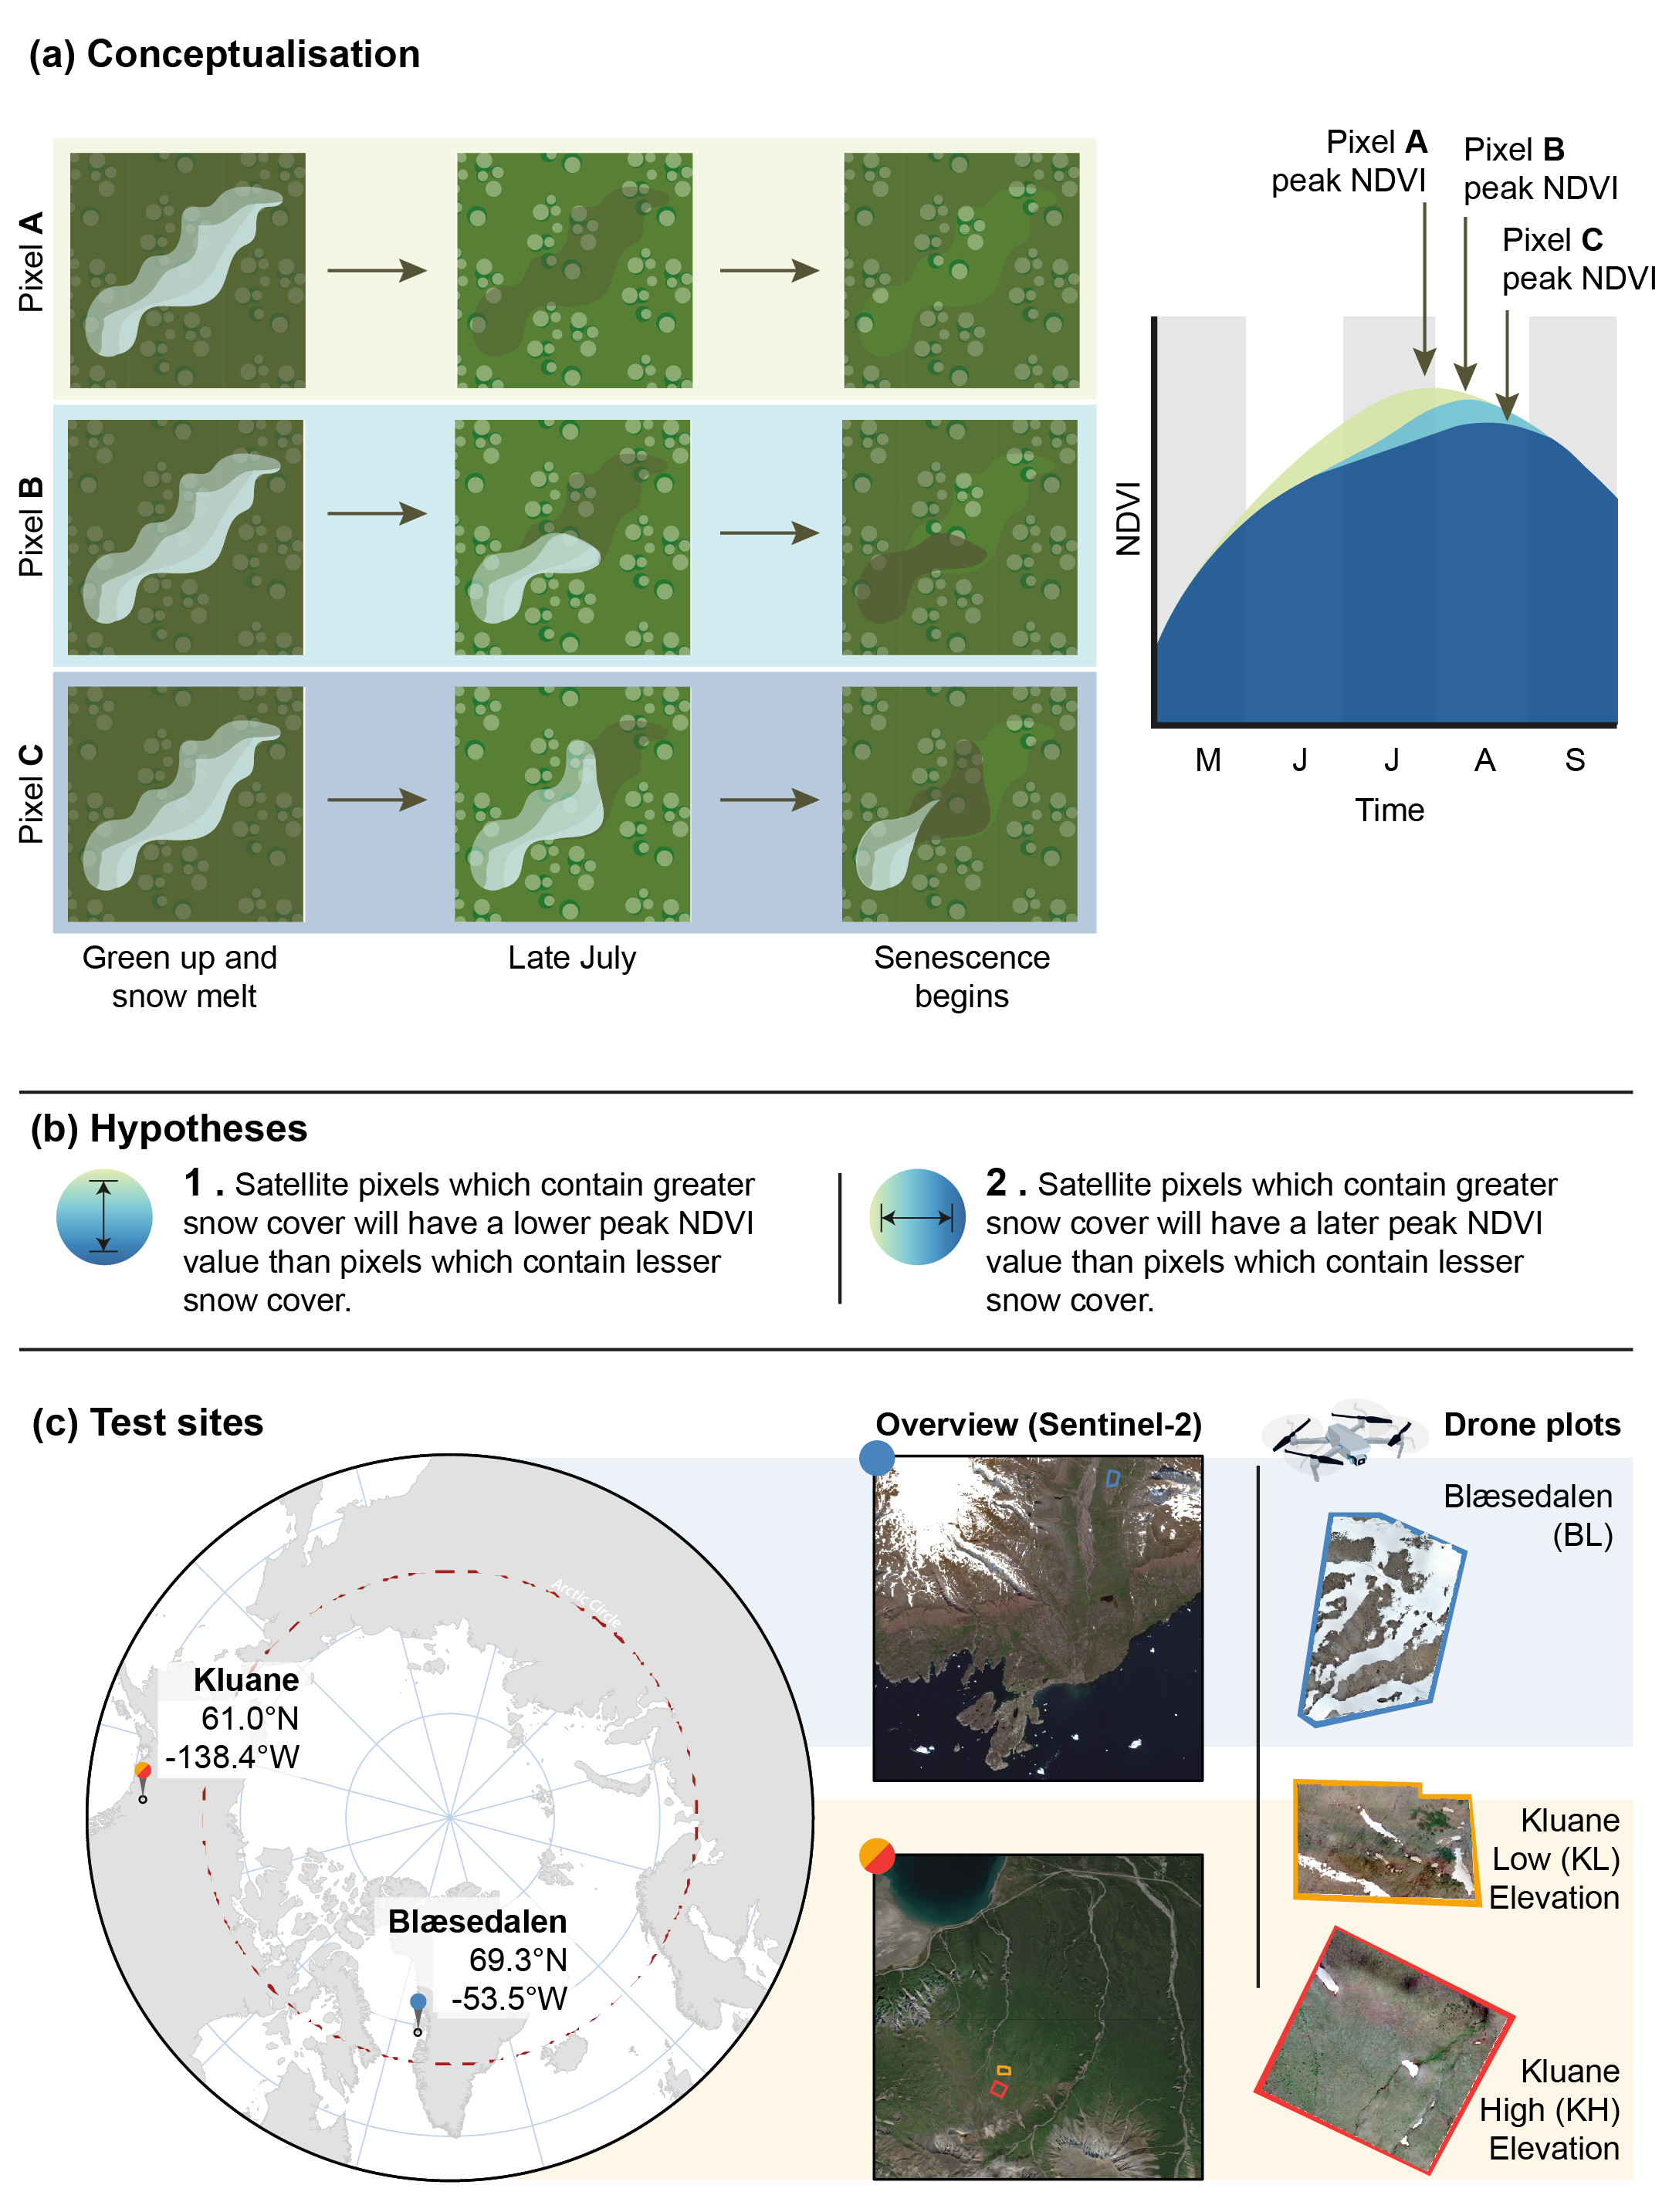 (a) Conceptualisation
Pixel A
Pixel B
Pixel C
Green up and
snow melt
Late July
Senescence
begins
Pixel A
peak NDVI
Pixel B
peak NDVI
Pixel C
peak NDVI
NDVI
M J J A S
Time
(b) Hypotheses
1 . Satellite pixels which contain greater
snow cover will have a lower peak NDVI
value than pixels which contain lesser
snow cover.
2 . Satellite pixels which contain greater
snow cover will have a later peak NDVI
value than pixels which contain lesser
snow cover.
(c) Test sites
Arctic Circle
Kluane
61.0°N
-138.4°W
Blæsedalen
69.3°N
-53.5°W
Overview (Sentinel-2)
Drone plots
Blæsedalen
(BL)
Kluane
Low (KL)
Elevation
Kluane
High (KH)
Elevation